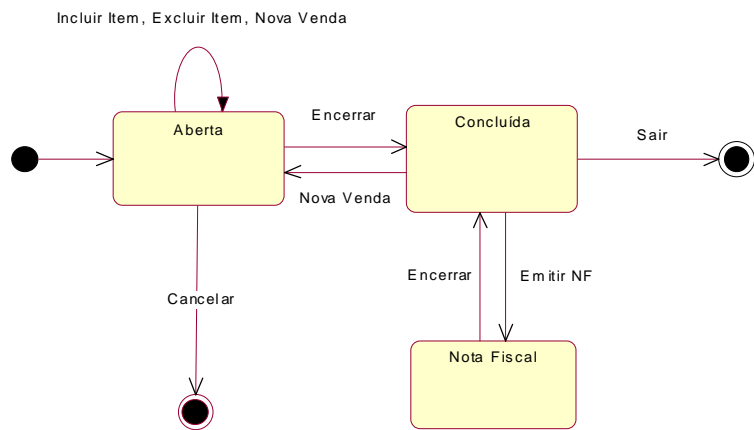 Incluir Item, Excluir Item, Nova Venda
Aberta
Encerrar
Concluída
Sair
Nova Venda
Cancelar
Encerrar
Emitir NF
Nota Fiscal